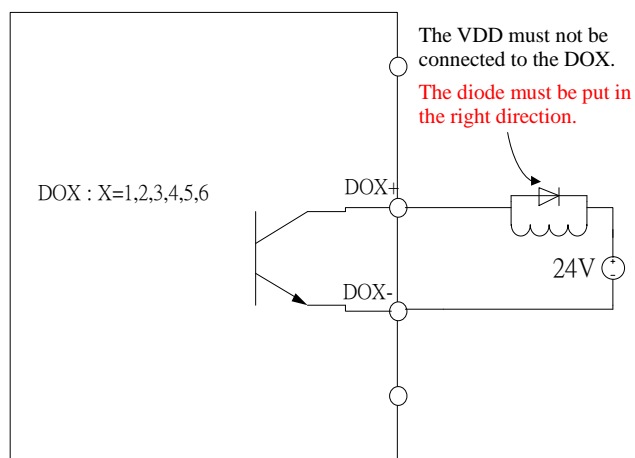 The VDD must not be
connected to the DOX.
The diode must be put in
the right direction.
DOX+
DOX : X=1,2,3,4,5,6
24V
+
−
DOX-